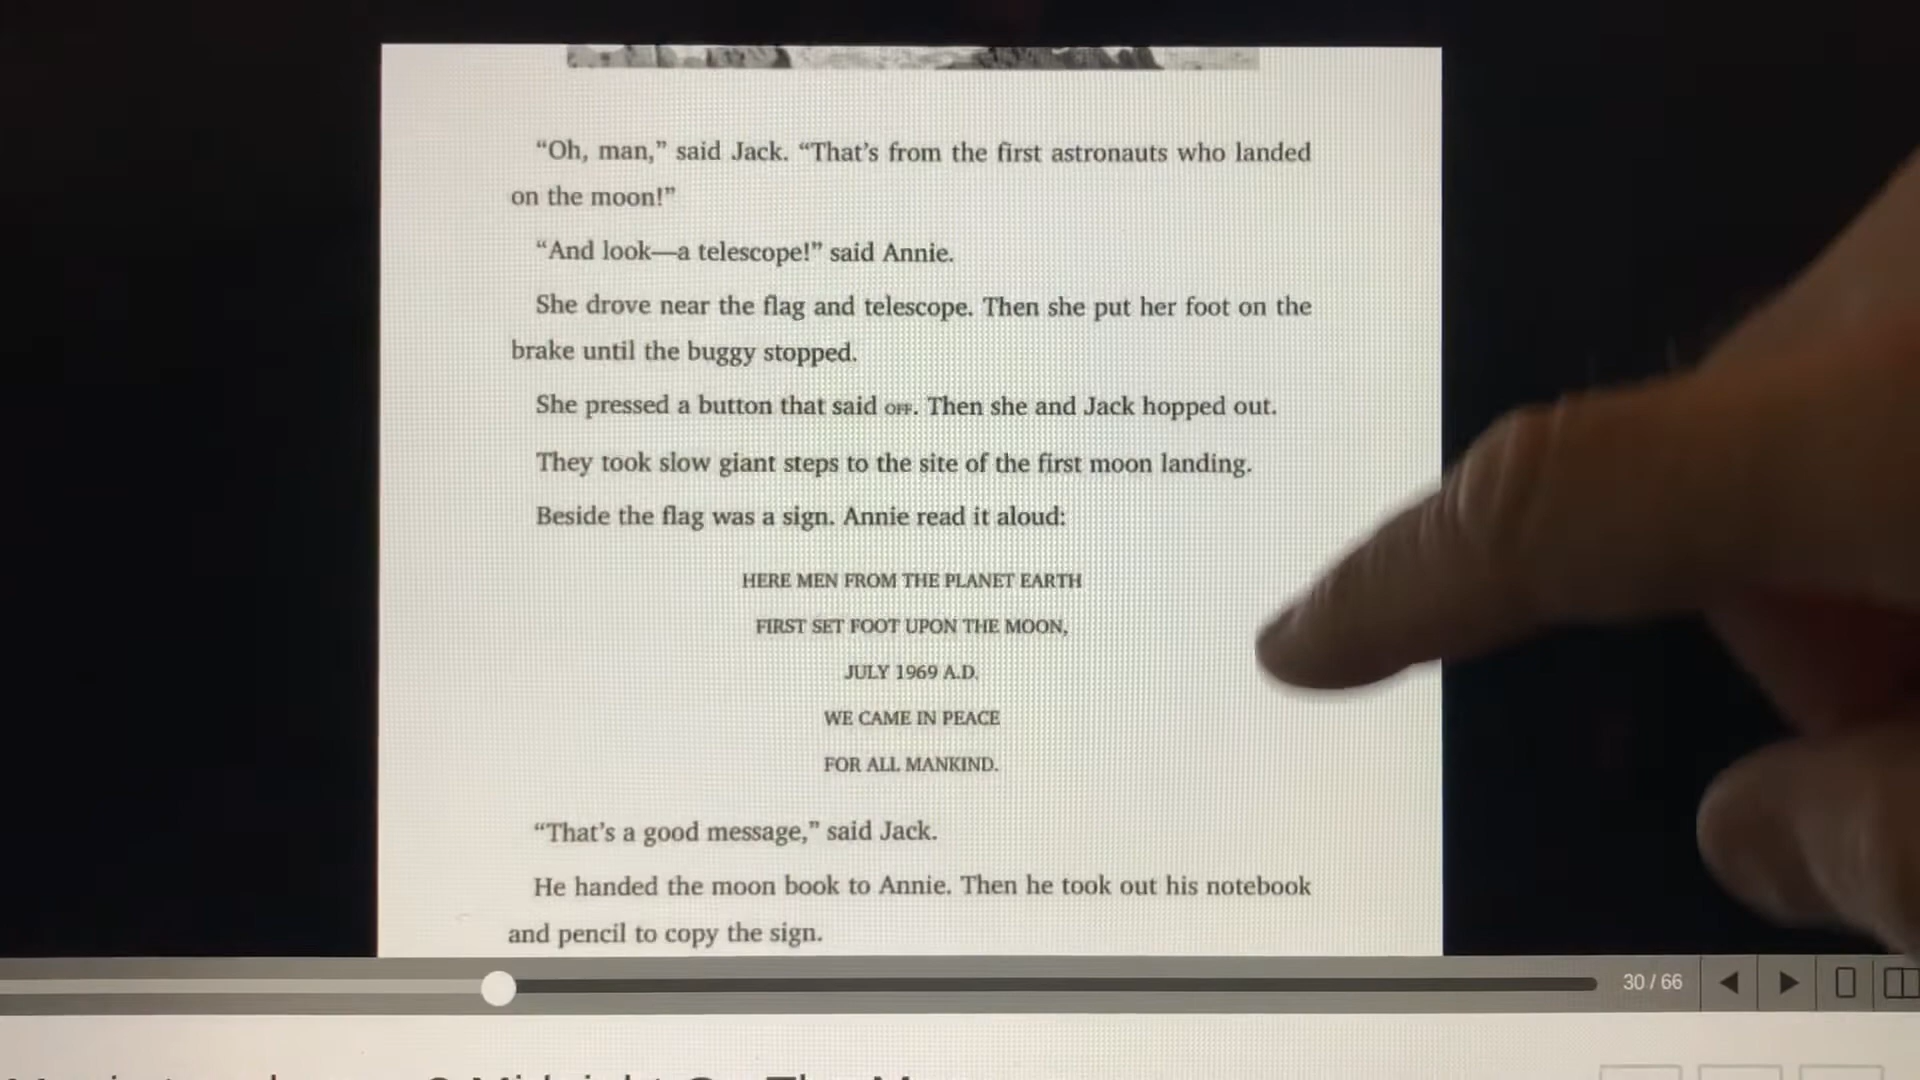 “Oh, man,” said Jack. “That’s from the first astronauts who landed
on the moon!”
“And look—a telescope!” said Annie.
She drove near the flag and telescope. Then she put her foot on the
brake until the buggy stopped.
She pressed a button that said OFF. Then she and Jack hopped out.
They took slow giant steps to the site of the first moon landing.
Beside the flag was a sign. Annie read it aloud:
HERE MEN FROM THE PLANET EARTH
FIRST SET FOOT UPON THE MOON,
JULY 1969 A.D.
WE CAME IN PEACE
FOR ALL MANKIND.
“That’s a good message,” said Jack.
He handed the moon book to Annie. Then he took out his notebook
and pencil to copy the sign.
30 / 66
Midnight On The